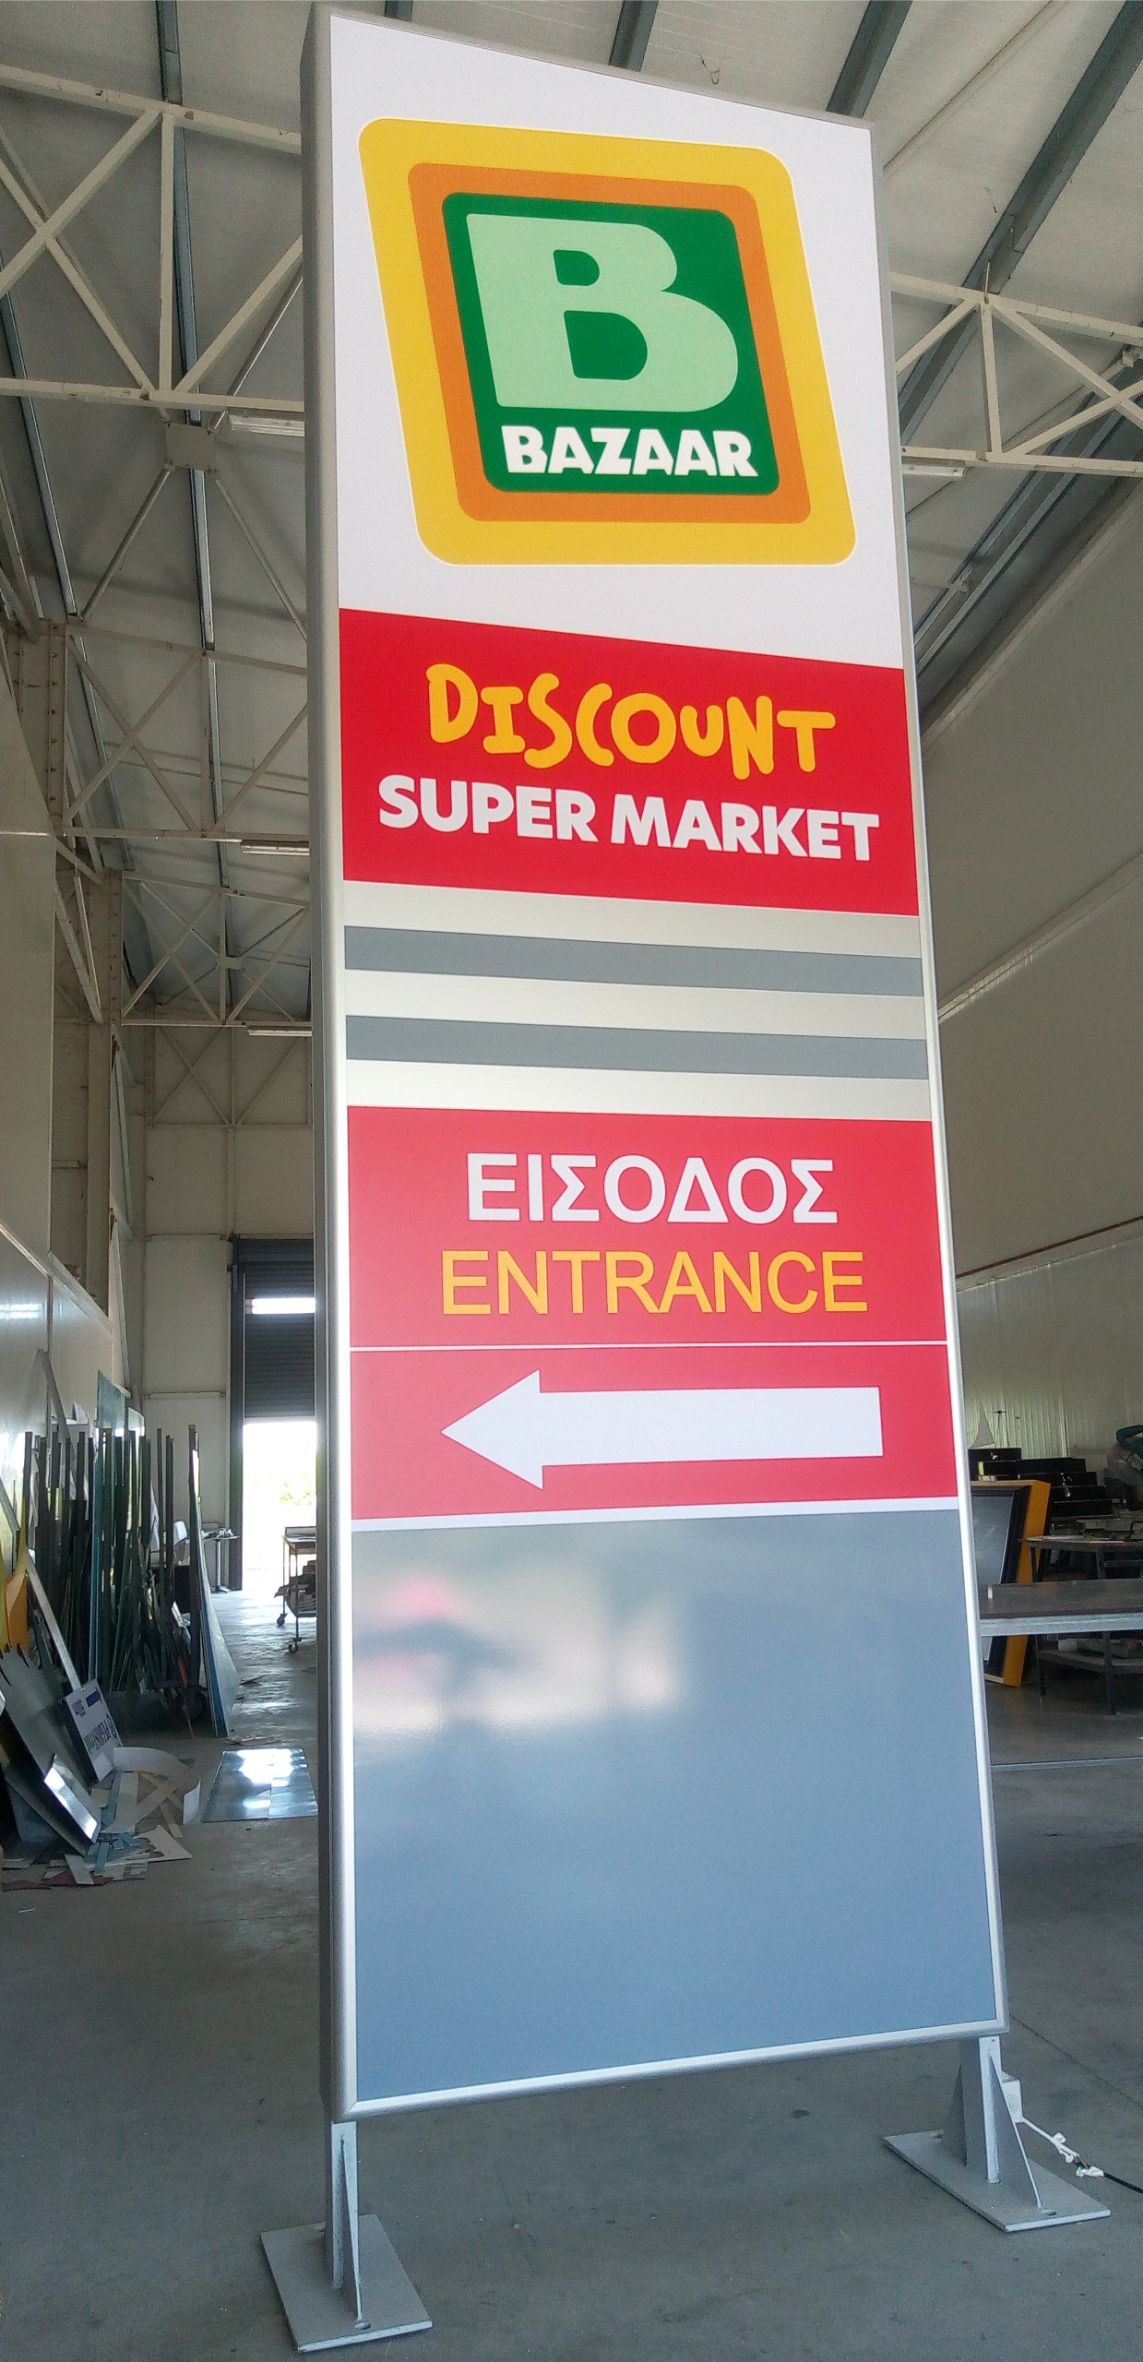 B
BAZAAR
DISCOUNT
SUPER MARKET
ΕΙΣΟΔΟΣ
ENTRANCE